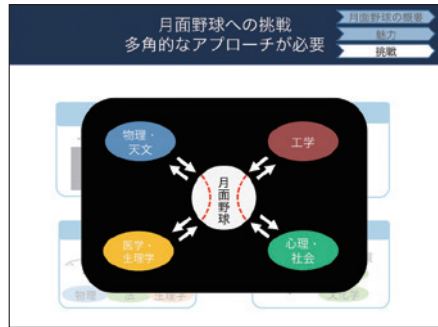 月面野球への挑戦
多角的なアプローチが必要
月面野球の概要
魅力
挑戦
物理・
天文
工学
月面野球
医学・
生理学
心理・
社会
物理
生理学
文化学